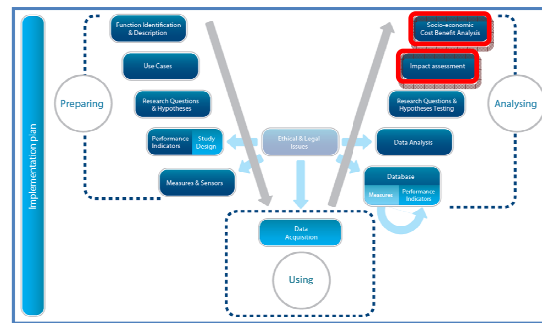 Implementation plan
Function Identification
& Description
Use Cases
Research Questions
& Hypotheses
Performance
Indicators
Study
Design
Measures & Sensors
Preparing
Ethical & Legal
Issues
Data
Acquisition
Using
Socio-economic
Cost Benefit Analysis
Impact assessment
Research Questions &
Hypotheses Testing
Data Analysis
Database
Measures
Performance
Indicators
Analysing